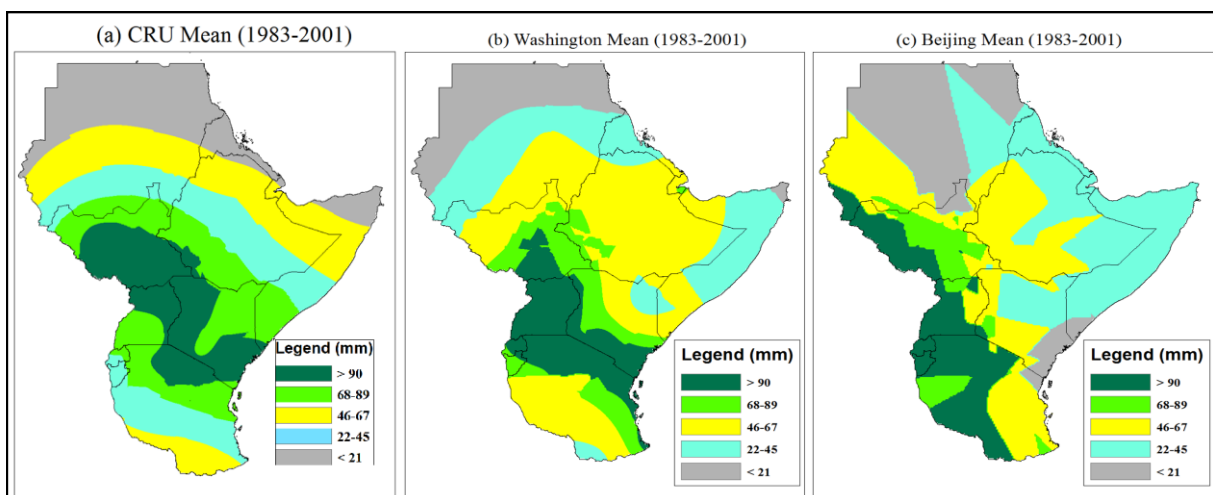 (a) CRU Mean (1983-2001)
Legend (mm)
> 90
68-89
46-67
22-45
< 21
(b) Washington Mean (1983-2001)
Legend (mm)
> 90
68-89
46-67
22-45
< 21
(c) Beijing Mean (1983-2001)
Legend (mm)
> 90
68-89
46-67
22-45
< 21